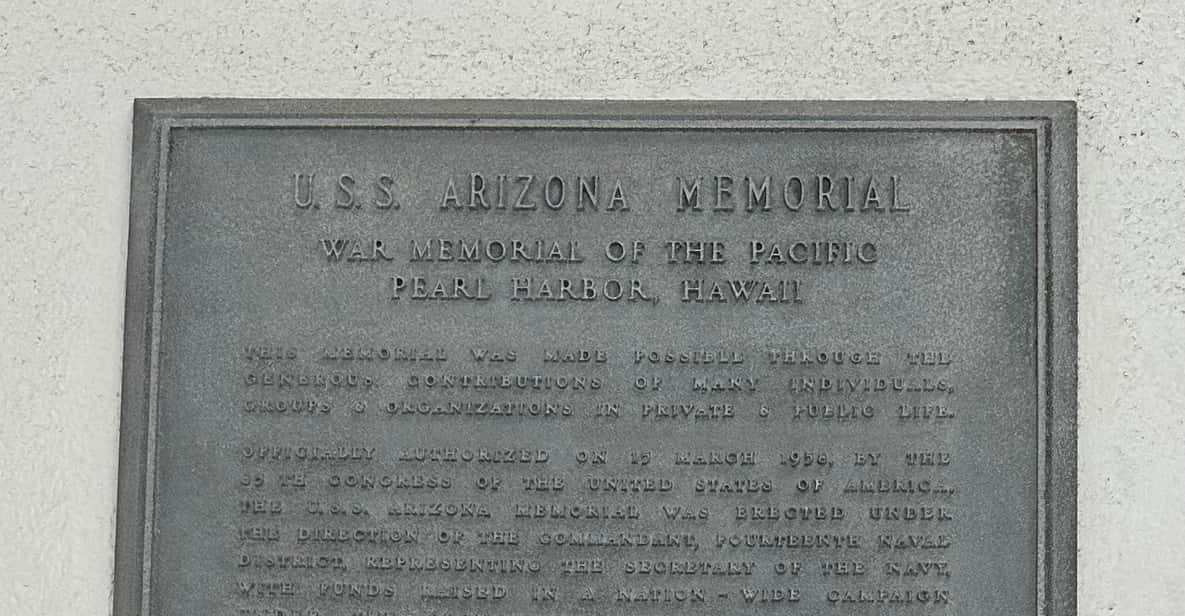 U.S.S. ARIZONA MEMORIAL
WAR MEMORIAL OF THE PACIFIC
PEARL HARBOR, HAWAII
THIS MEMORIAL WAS MADE POSSIBLE THROUGH THE
GENEROUS CONTRIBUTIONS OF MANY INDIVIDUALS,
GROUPS & ORGANIZATIONS IN PRIVATE & PUBLIC LIFE.
OFFICIALLY AUTHORIZED ON 15 MARCH 1958, BY THE
85 TH CONGRESS OF THE UNITED STATES OF AMERICA,
THE U.S.S. ARIZONA MEMORIAL WAS ERECTED UNDER
THE DIRECTION OF THE COMMANDANT, FOURTEENTH NAVAL
DISTRICT, REPRESENTING THE SECRETARY OF THE NAVY,
WITH FUNDS RAISED IN A NATION-WIDE CAMPAIGN